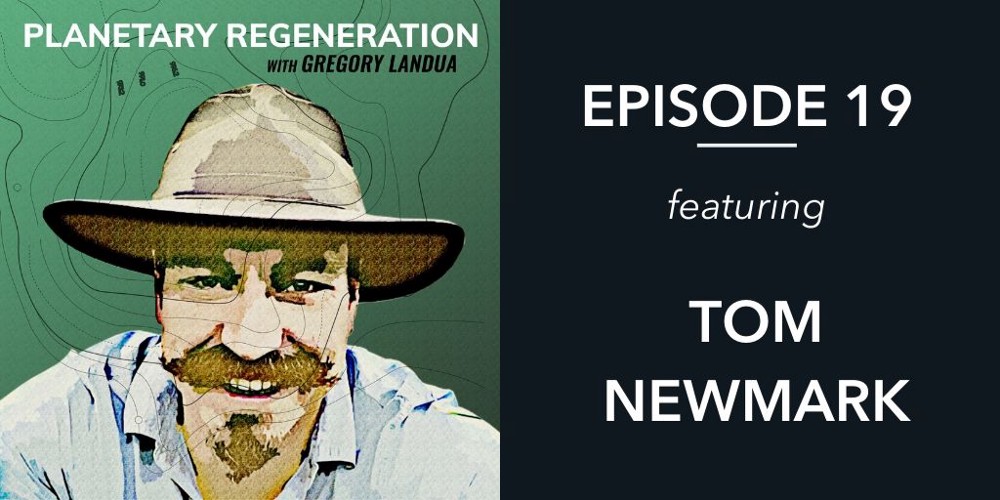 PLANETARY REGENERATION
WITH GREGORY LANDUA
EPISODE 19
featuring
TOM
NEWMARK